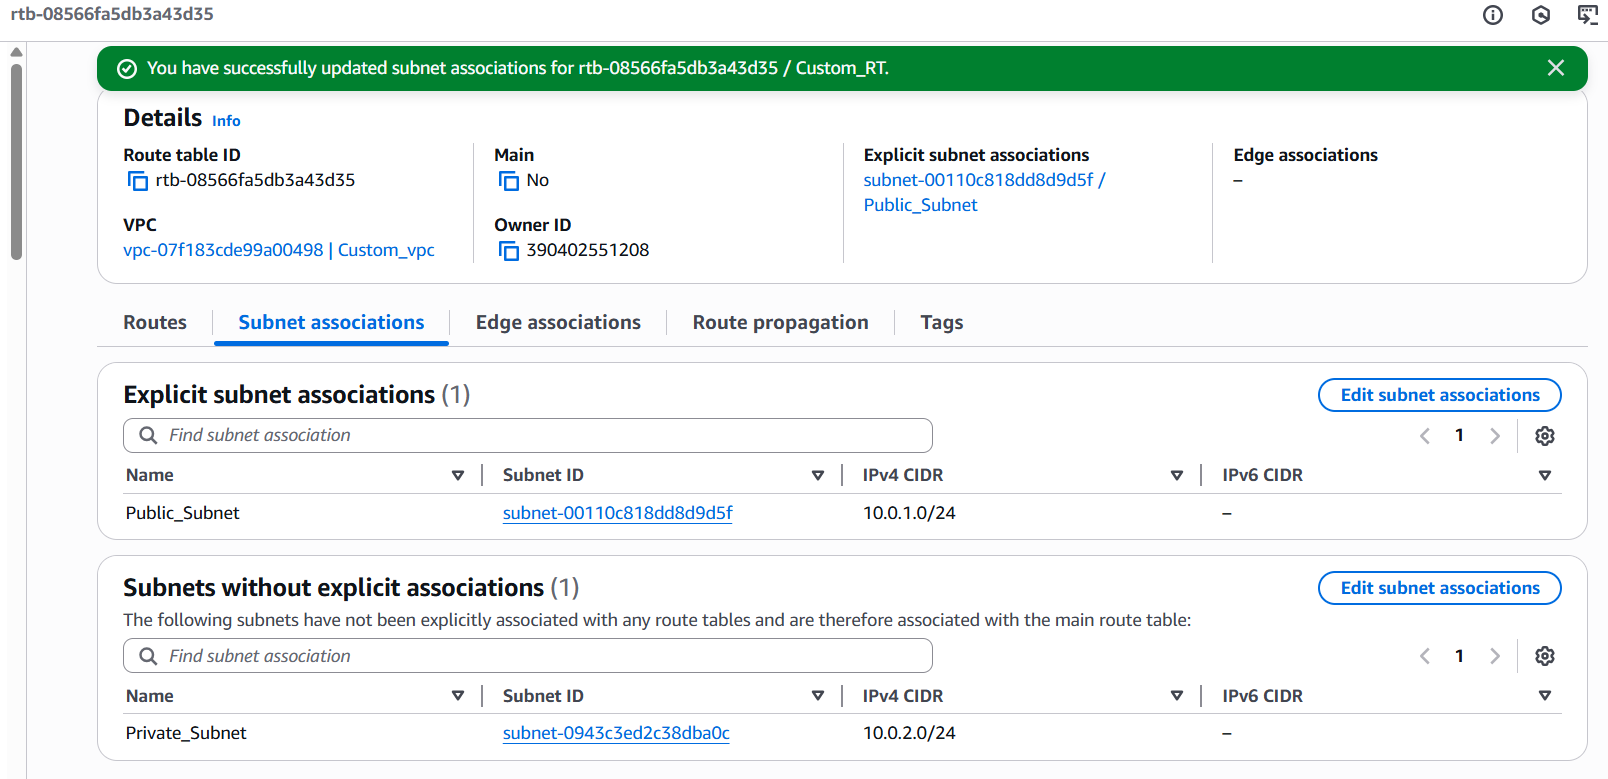 rtb-08566fa5db3a43d35
You have successfully updated subnet associations for rtb-08566fa5db3a43d35 / Custom_RT.
Details Info
Route table ID
rtb-08566fa5db3a43d35
Main
No
Explicit subnet associations
subnet-00110c818dd8d9d5f /
Public_Subnet
Edge associations
–
VPC
vpc-07f183cde99a00498 | Custom_vpc
Owner ID
390402551208
Routes Subnet associations Edge associations Route propagation Tags
Explicit subnet associations (1) Edit subnet associations
Find subnet association 1
Name Subnet ID IPv4 CIDR IPv6 CIDR
Public_Subnet subnet-00110c818dd8d9d5f 10.0.1.0/24 –
Subnets without explicit associations (1) Edit subnet associations
The following subnets have not been explicitly associated with any route tables and are therefore associated with the main route table:
Find subnet association 1
Name Subnet ID IPv4 CIDR IPv6 CIDR
Private_Subnet subnet-0943c3ed2c38dba0c 10.0.2.0/24 –